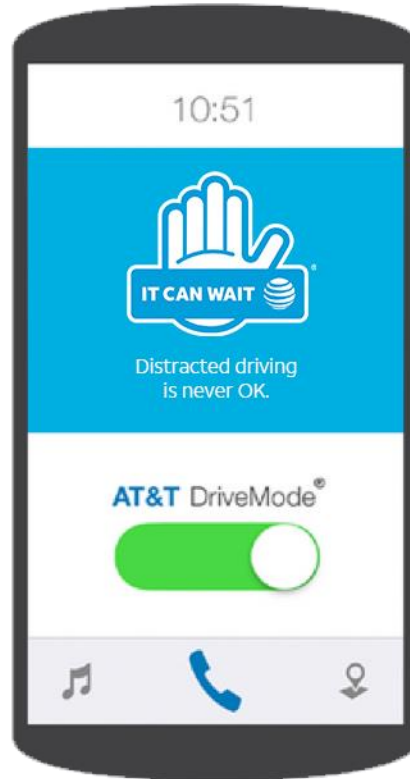 10:51
IT CAN WAIT ®
Distracted driving
is never OK.
AT&T DriveMode®